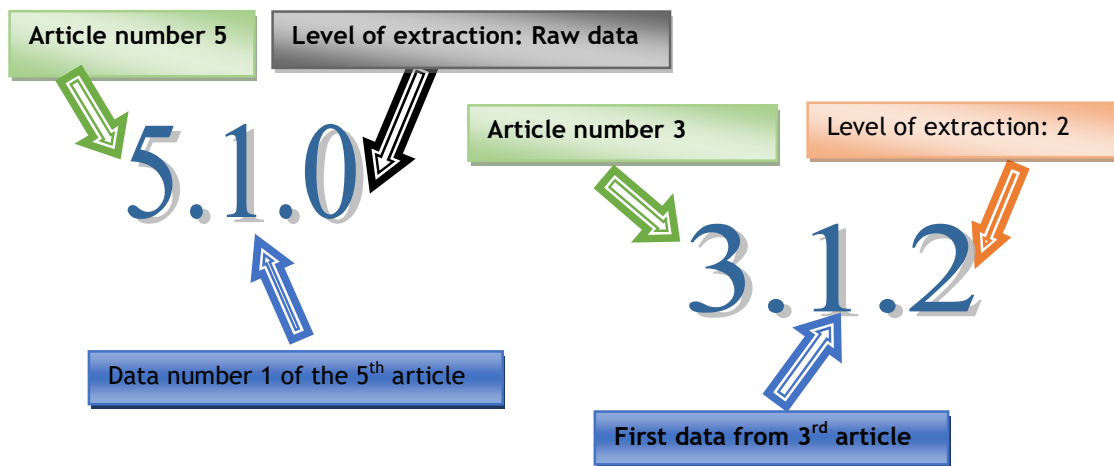 Article number 5
Level of extraction: Raw data
5.1.0
Data number 1 of the 5th article
Article number 3
Level of extraction: 2
3.1.2
First data from 3rd article